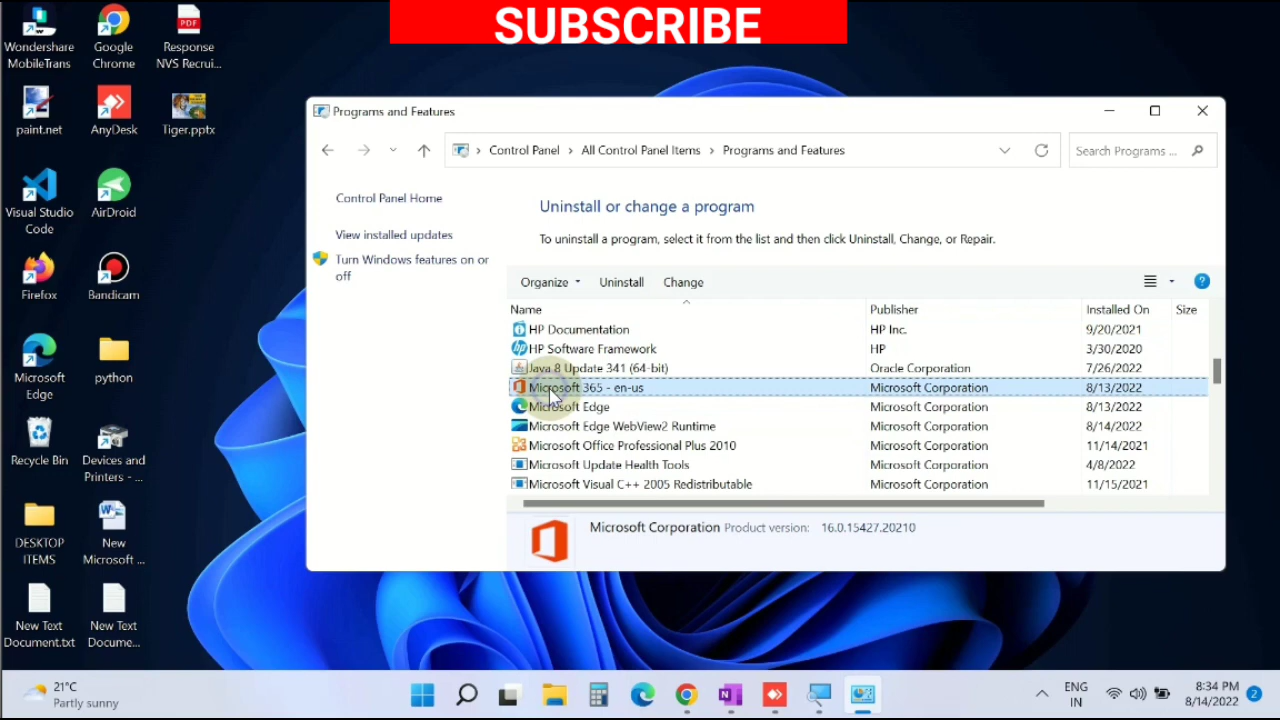 SUBSCRIBE
Wondershare
MobileTrans
Google
Chrome
PDF
Response
NVS Recrui...
paint.net
AnyDesk
Tiger.pptx
Visual Studio
Code
AirDroid
Firefox
Bandicam
Microsoft
Edge
python
Recycle Bin
Devices and
Printers - ...
DESKTOP
ITEMS
New
Microsoft ...
New Text
Document.txt
New Text
Docume...
Programs and Features
Control Panel › All Control Panel Items › Programs and Features
Search Programs ...
Control Panel Home
View installed updates
Turn Windows features on or
off
Uninstall or change a program
To uninstall a program, select it from the list and then click Uninstall, Change, or Repair.
Organize Uninstall Change
Name Publisher Installed On Size
HP Documentation HP Inc. 9/20/2021
HP Software Framework HP 3/30/2020
Java 8 Update 341 (64-bit) Oracle Corporation 7/26/2022
Microsoft 365 - en-us Microsoft Corporation 8/13/2022
Microsoft Edge Microsoft Corporation 8/13/2022
Microsoft Edge WebView2 Runtime Microsoft Corporation 8/14/2022
Microsoft Office Professional Plus 2010 Microsoft Corporation 11/14/2021
Microsoft Update Health Tools Microsoft Corporation 4/8/2022
Microsoft Visual C++ 2005 Redistributable Microsoft Corporation 11/15/2021
Microsoft Corporation Product version: 16.0.15427.20210
21°C
Partly sunny
ENG
IN
8:34 PM
8/14/2022
2